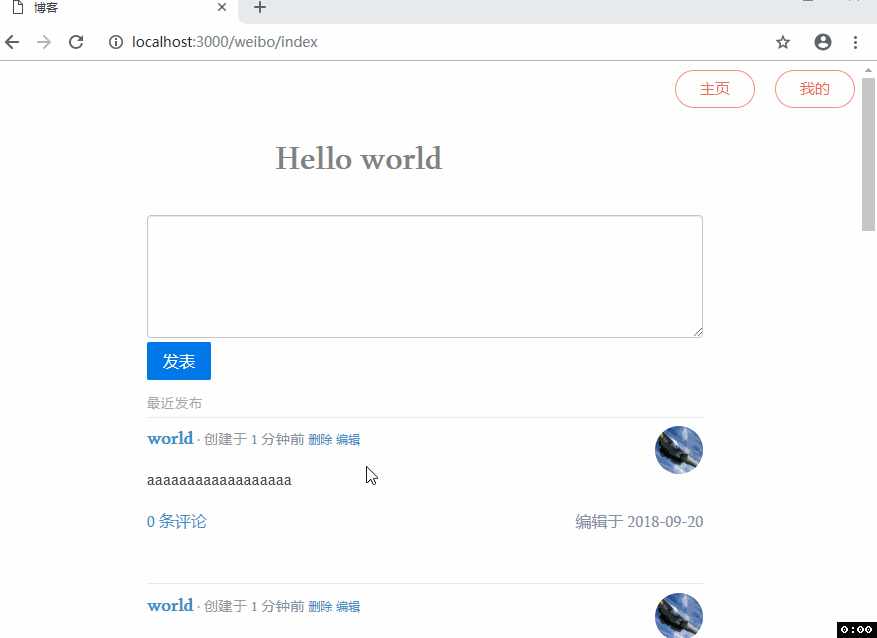 博客
localhost:3000/weibo/index
主页 我的
Hello world
发表
最近发布
world · 创建于 1 分钟前 删除 编辑
aaaaaaaaaaaaaaaaaa
0 条评论 编辑于 2018-09-20
world · 创建于 1 分钟前 删除 编辑
0:00